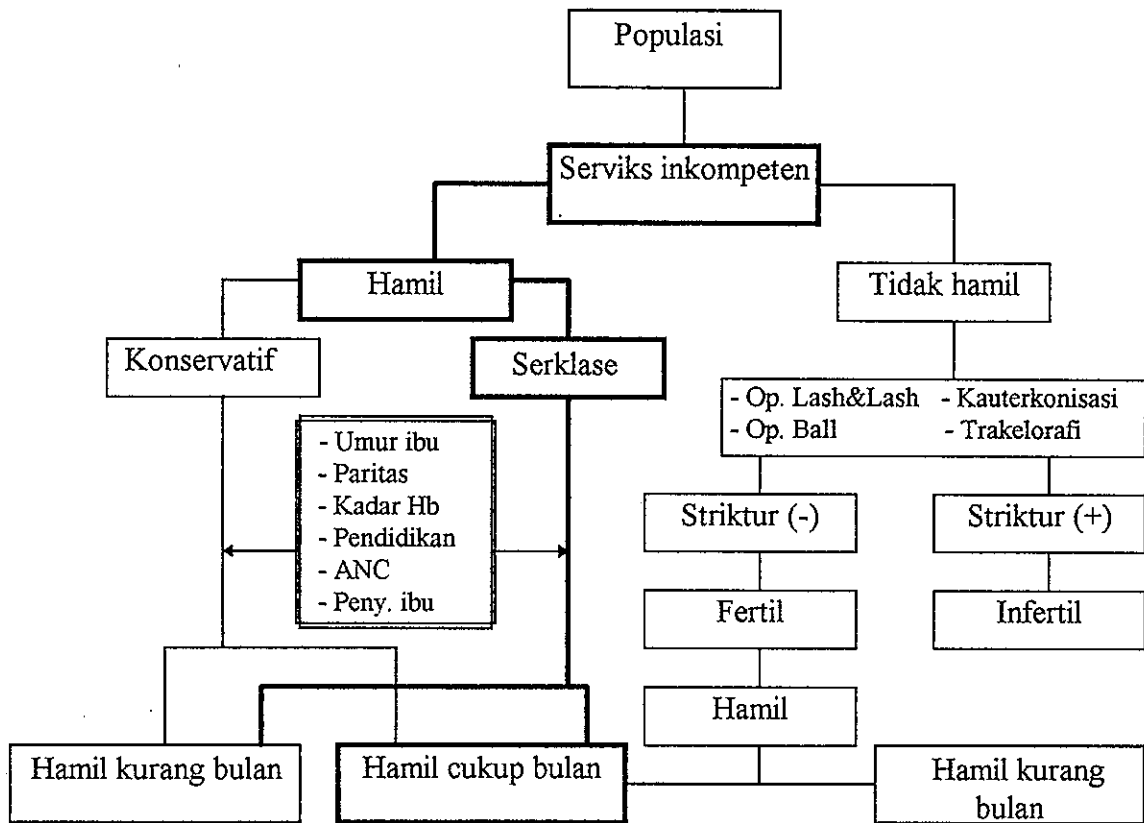 Populasi
Serviks inkompeten
Hamil
Tidak hamil
Konservatif
Serklase
- Op. Lash&Lash - Kauterkonisasi
- Op. Ball - Trakelorafi
- Umur ibu
- Paritas
- Kadar Hb
- Pendidikan
- ANC
- Peny. ibu
Striktur (-)
Striktur (+)
Fertil
Infertil
Hamil
Hamil kurang bulan
Hamil cukup bulan
Hamil kurang
bulan